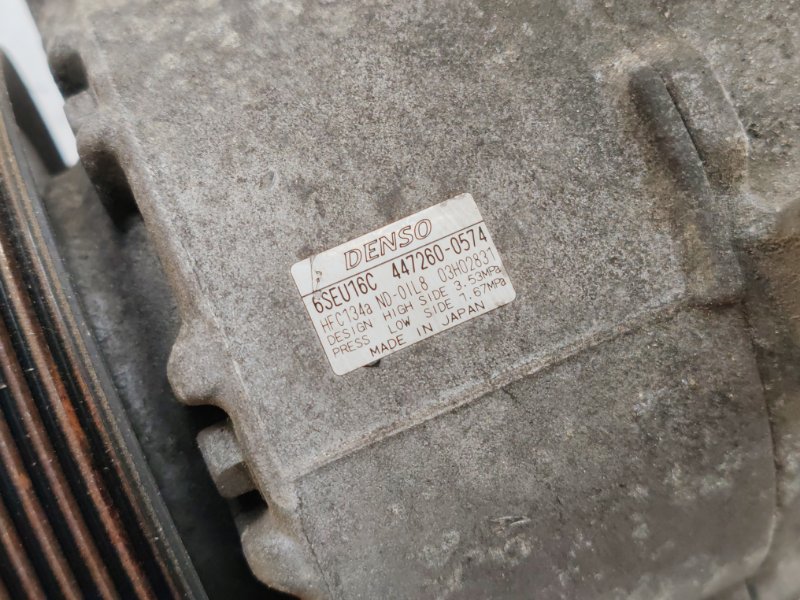 DENSO
6SEU16C 447260-0574
HFC134a ND-OIL8 03H02831
DESIGN HIGH SIDE 3.53MPa
PRESS LOW SIDE 1.67MPa
MADE IN JAPAN